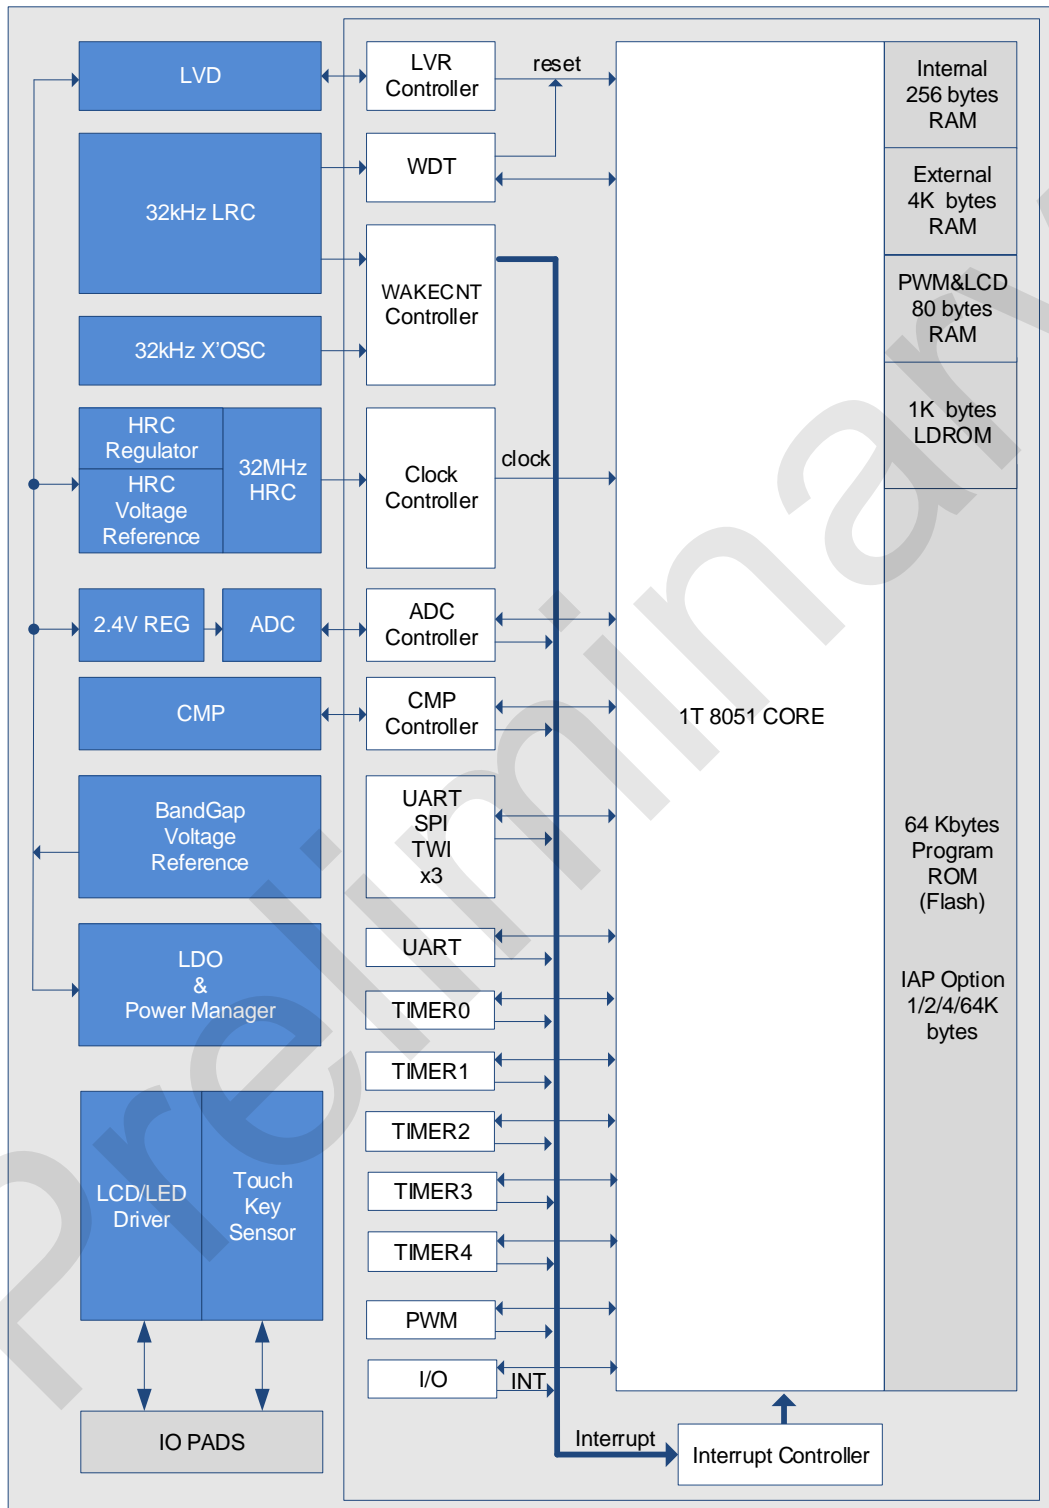 LVD
LVR
Controller
reset
Internal
256 bytes
RAM
32kHz LRC
WDT
External
4K bytes
RAM
WAKECNT
Controller
PWM&LCD
80 bytes
RAM
32kHz X'OSC
HRC
Regulator
HRC
Voltage
Reference
32MHz
HRC
Clock
Controller
clock
1K bytes
LDROM
2.4V REG
ADC
ADC
Controller
CMP
CMP
Controller
1T 8051 CORE
BandGap
Voltage
Reference
UART
SPI
TWI
x3
64 Kbytes
Program
ROM
(Flash)
IAP Option
1/2/4/64K
bytes
LDO
&
Power Manager
UART
TIMER0
TIMER1
TIMER2
TIMER3
TIMER4
PWM
I/O
INT
LCD/LED
Driver
Touch
Key
Sensor
IO PADS
Interrupt
Interrupt Controller
Preliminary